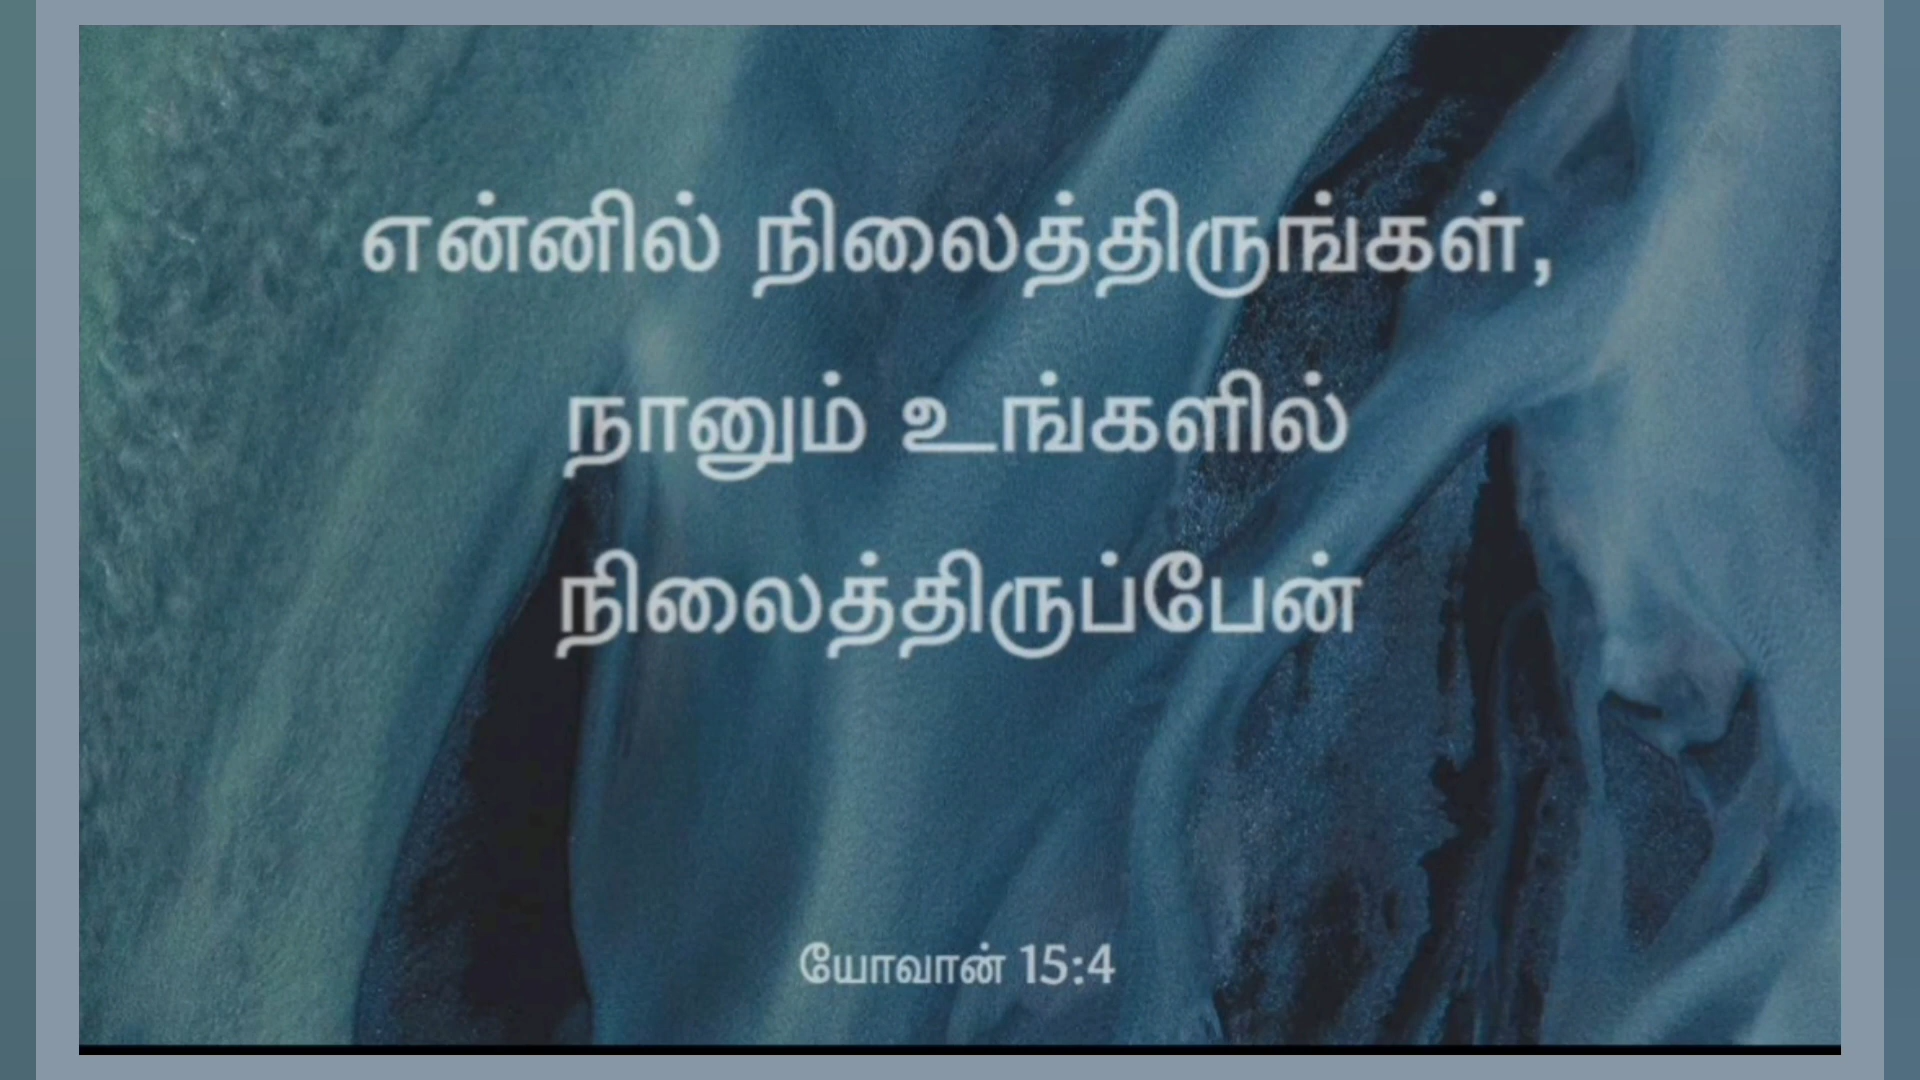 என்னில் நிலைத்திருங்கள்,
நானும் உங்களில்
நிலைத்திருப்பேன்
யோவான் 15:4